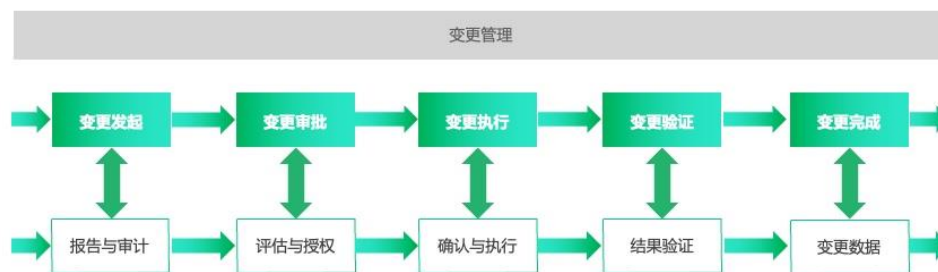 变更管理
变更发起
变更审批
变更执行
变更验证
变更完成
报告与审计
评估与授权
确认与执行
结果验证
变更数据